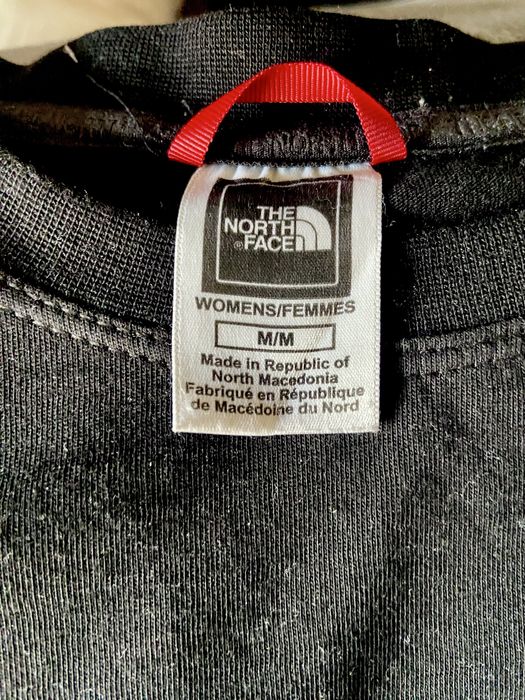 THE
NORTH
FACE
WOMENS/FEMMES
M/M
Made in Republic of
North Macedonia
Fabriqué en République
de Macédoine du Nord